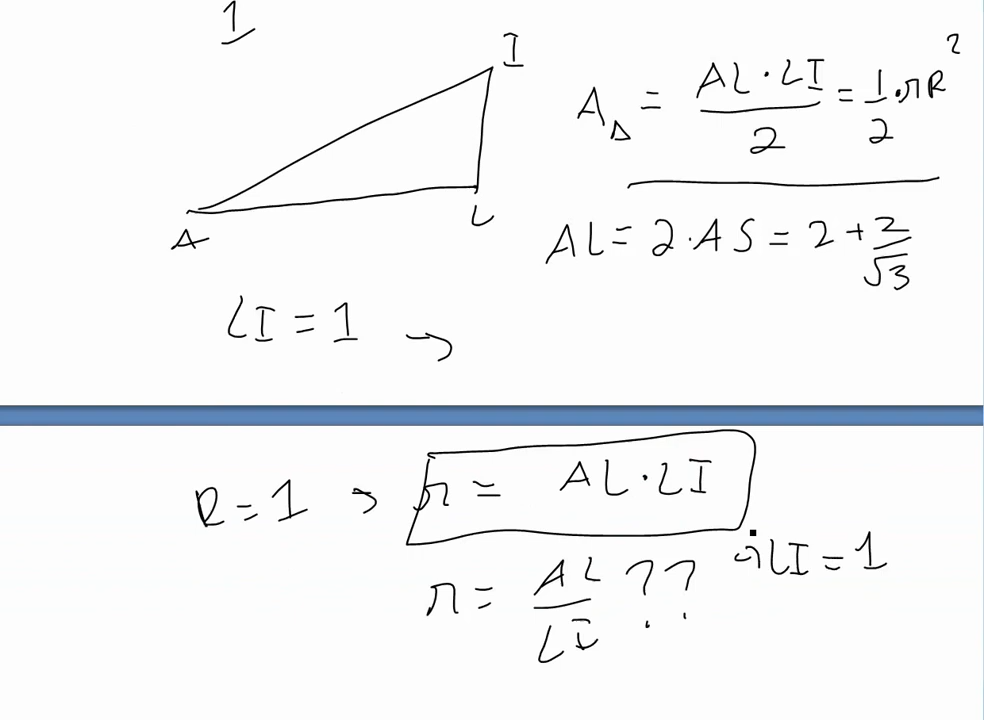 1
I
A
L
A△ = AL·LI/2 = 1/2·πR²
AL = 2·AS = 2 + 2/√3
LI = 1 →
R = 1 → π = AL·LI
π = AL/LI ??
LI = 1